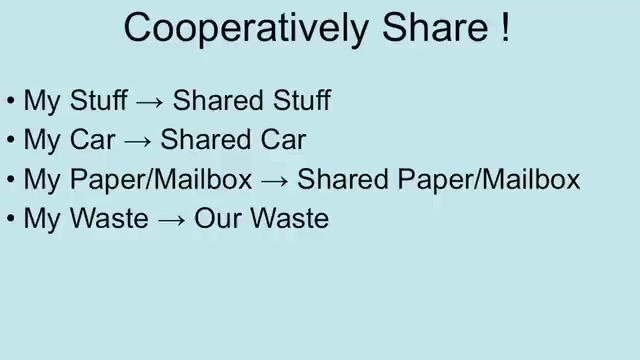 Cooperatively Share !
• My Stuff → Shared Stuff
• My Car → Shared Car
• My Paper/Mailbox → Shared Paper/Mailbox
• My Waste → Our Waste